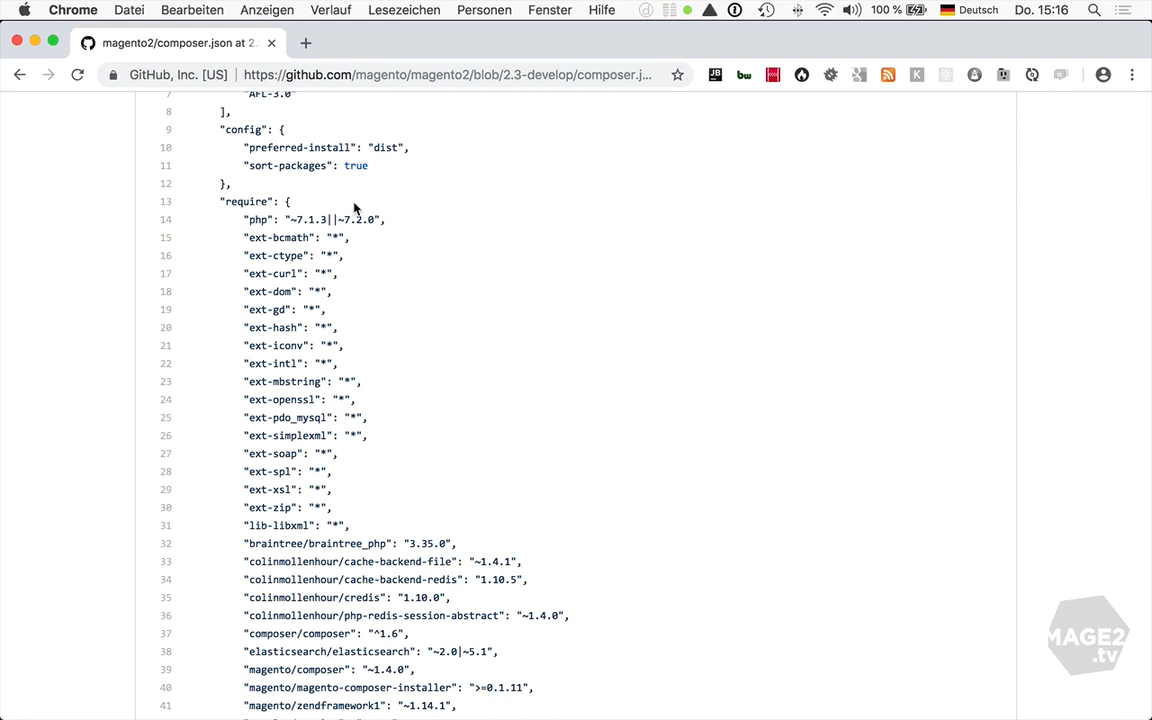 Chrome Datei Bearbeiten Anzeigen Verlauf Lesezeichen Personen Fenster Hilfe 100 % Deutsch Do. 15:16
magento2/composer.json at 2.
GitHub, Inc. [US] https://github.com/magento/magento2/blob/2.3-develop/composer.j...
7 "AFL-3.0"
8 ],
9 "config": {
10 "preferred-install": "dist",
11 "sort-packages": true
12 },
13 "require": {
14 "php": "~7.1.3||~7.2.0",
15 "ext-bcmath": "*",
16 "ext-ctype": "*",
17 "ext-curl": "*",
18 "ext-dom": "*",
19 "ext-gd": "*",
20 "ext-hash": "*",
21 "ext-iconv": "*",
22 "ext-intl": "*",
23 "ext-mbstring": "*",
24 "ext-openssl": "*",
25 "ext-pdo_mysql": "*",
26 "ext-simplexml": "*",
27 "ext-soap": "*",
28 "ext-spl": "*",
29 "ext-xsl": "*",
30 "ext-zip": "*",
31 "lib-libxml": "*",
32 "braintree/braintree_php": "3.35.0",
33 "colinmollenhour/cache-backend-file": "~1.4.1",
34 "colinmollenhour/cache-backend-redis": "1.10.5",
35 "colinmollenhour/credis": "1.10.0",
36 "colinmollenhour/php-redis-session-abstract": "~1.4.0",
37 "composer/composer": "^1.6",
38 "elasticsearch/elasticsearch": "~2.0|~5.1",
39 "magento/composer": "~1.4.0",
40 "magento/magento-composer-installer": ">=0.1.11",
41 "magento/zendframework1": "~1.14.1",
MAGE2
.tv